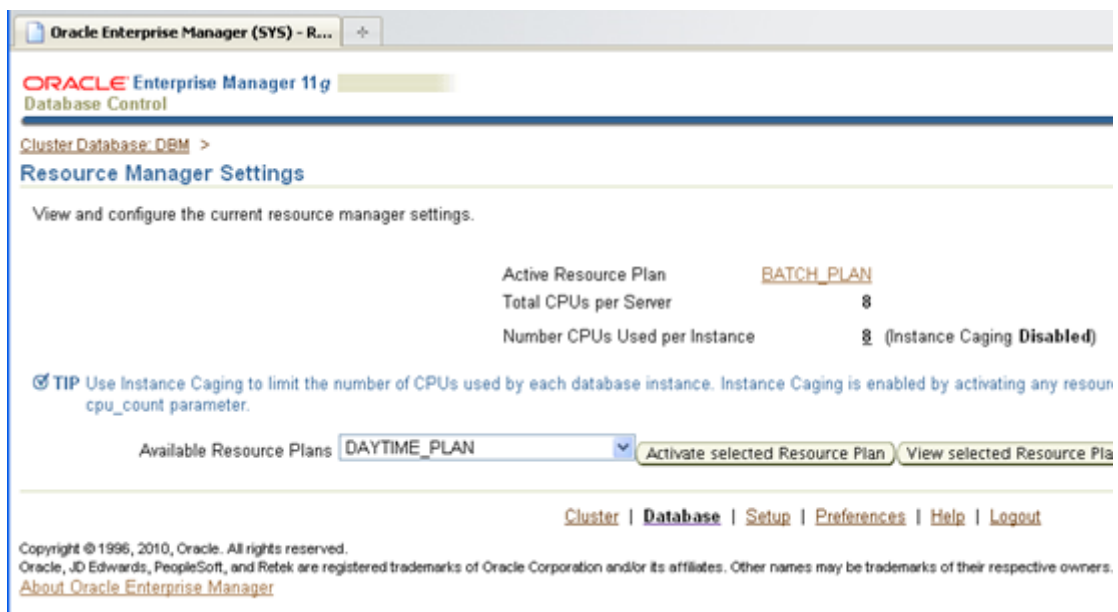 Oracle Enterprise Manager (SYS) - R...
ORACLE Enterprise Manager 11g
Database Control
Cluster Database: DBM >
Resource Manager Settings
View and configure the current resource manager settings.
Active Resource Plan BATCH_PLAN
Total CPUs per Server 8
Number CPUs Used per Instance 8 (Instance Caging Disabled)
TIP Use Instance Caging to limit the number of CPUs used by each database instance. Instance Caging is enabled by activating any resour
cpu_count parameter.
Available Resource Plans DAYTIME_PLAN Activate selected Resource Plan View selected Resource Pla
Cluster | Database | Setup | Preferences | Help | Logout
Copyright © 1996, 2010, Oracle. All rights reserved.
Oracle, JD Edwards, PeopleSoft, and Retek are registered trademarks of Oracle Corporation and/or its affiliates. Other names may be trademarks of their respective owners.
About Oracle Enterprise Manager